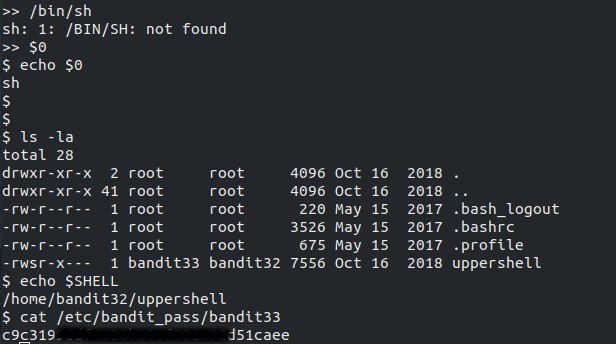 >> /bin/sh
sh: 1: /BIN/SH: not found
>> $0
$ echo $0
sh
$
$
$ ls -la
total 28
drwxr-xr-x  2 root     root     4096 Oct 16  2018 .
drwxr-xr-x 41 root     root     4096 Oct 16  2018 ..
-rw-r--r--  1 root     root      220 May 15  2017 .bash_logout
-rw-r--r--  1 root     root     3526 May 15  2017 .bashrc
-rw-r--r--  1 root     root      675 May 15  2017 .profile
-rwsr-x---  1 bandit33 bandit32 7556 Oct 16  2018 uppershell
$ echo $SHELL
/home/bandit32/uppershell
$ cat /etc/bandit_pass/bandit33
c9c319 d51caee